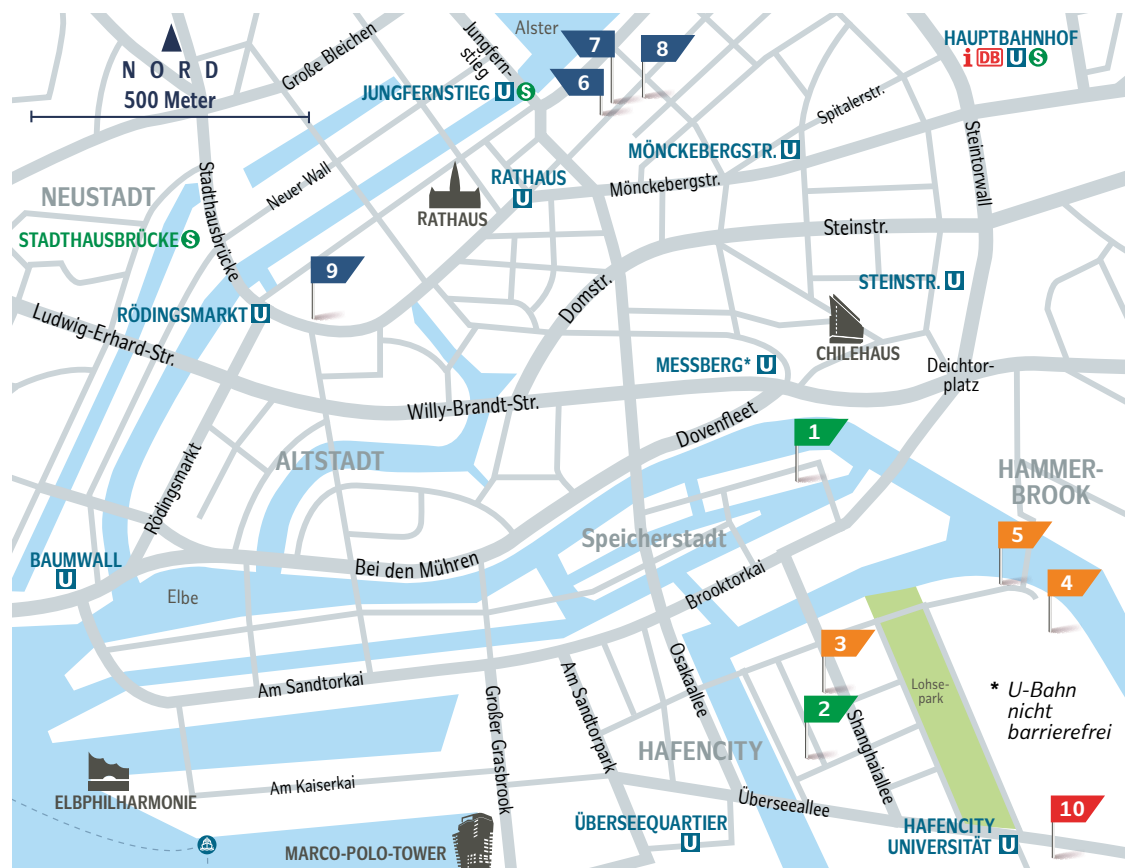 NORD
500 Meter
Große Bleichen
Jungfern-
stieg
Alster
7
8
6
HAUPTBAHNHOF
i DB U S
JUNGFERNSTIEG U S
Spitalerstr.
Steintorwall
MÖNCKEBERGSTR. U
Mönckebergstr.
NEUSTADT
Stadthausbrücke
Neuer Wall
RATHAUS
U
RATHAUS
STADTHAUSBRÜCKE S
Steinstr.
9
STEINSTR. U
Domstr.
RÖDINGSMARKT U
Ludwig-Erhard-Str.
CHILEHAUS
MESSBERG* U
Deichtor-
platz
Willy-Brandt-Str.
Dovenfleet
1
ALTSTADT
HAMMER-
BROOK
Rödingsmarkt
Speicherstadt
5
BAUMWALL
U
Bei den Mühren
4
Elbe
Brooktorkai
3
Osakaallee
Am Sandtorkai
Am Sandtorpark
Großer Grasbrook
Lohse-
park
* U-Bahn
nicht
barrierefrei
2
Shanghaiallee
HAFENCITY
Am Kaiserkai
ELBPHILHARMONIE
Überseeallee
10
ÜBERSEEQUARTIER
U
HAFENCITY
UNIVERSITÄT U
MARCO-POLO-TOWER